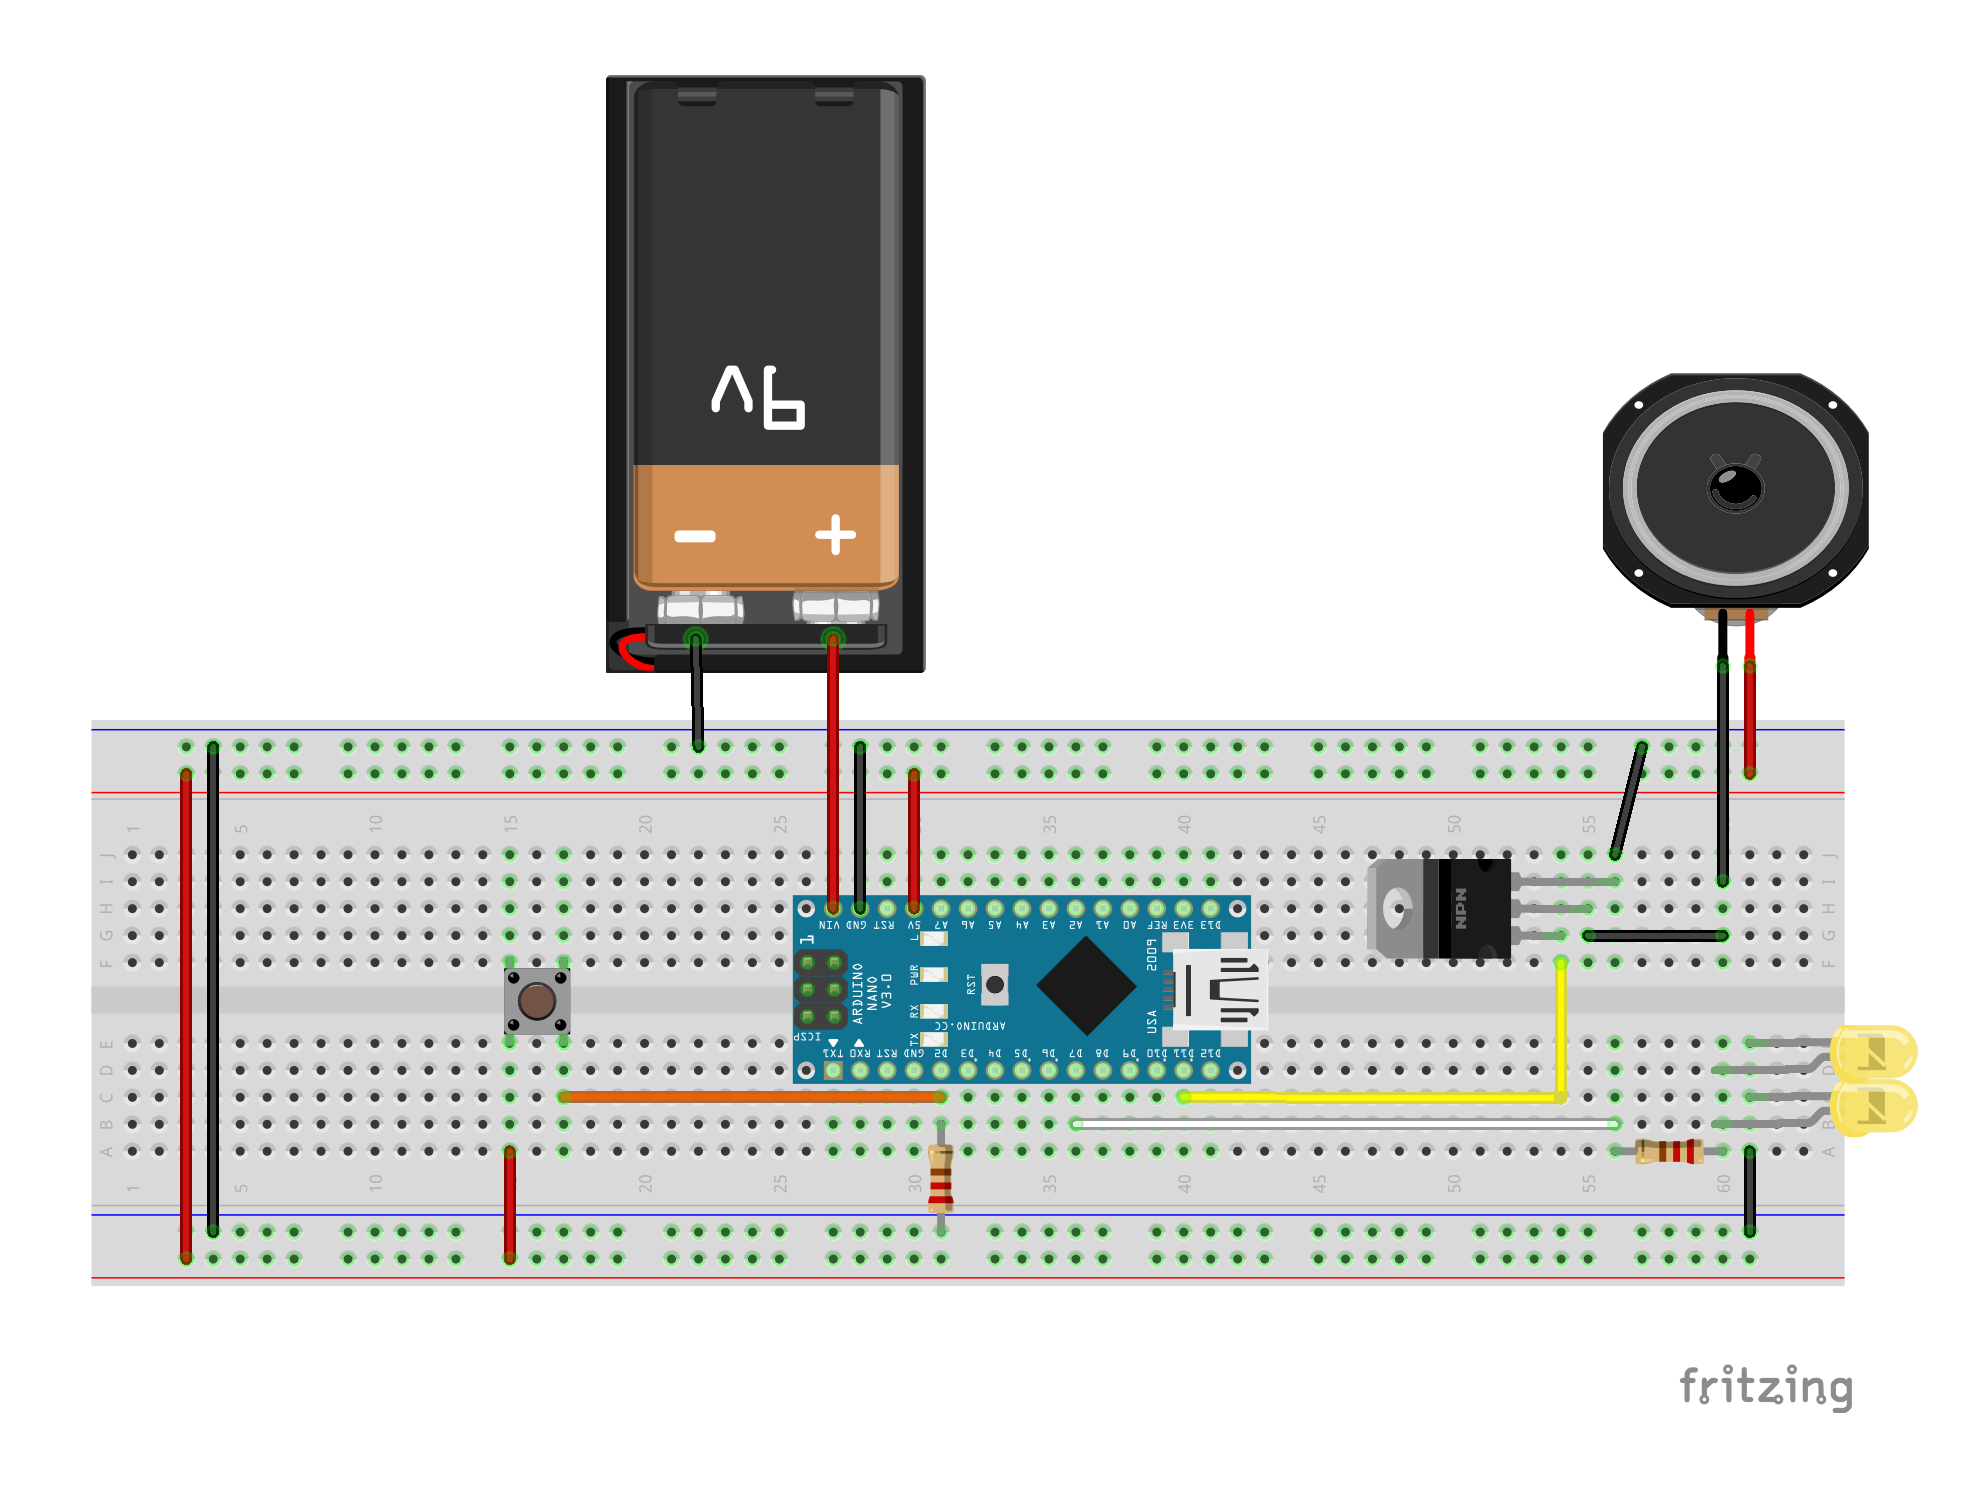 9V
- +
1 5 10 15 20 25 35 40 45 50 55
J J
I I
H H
G
F F
VIN GND RST 5V A7 A6 A5 A4 A3 A2 A1 A0 REF 3V3 D13
1
L
PWR
RX
TX
RST
ARDUINO
NANO
V3.0
ICSP
ARDUINO.CC
2009
USA
TX1 RX0 RST GND D2 D3 D4 D5 D6 D7 D8 D9 D10 D11 D12
NPN
E
D D
C
B B
A A
1 5 10 20 25 30 35 40 45 50 55 60
fritzing